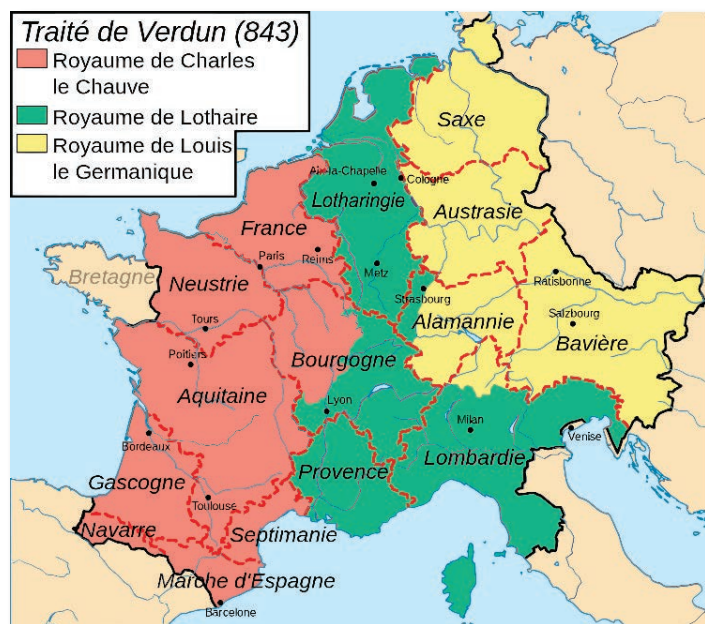 Traité de Verdun (843)
Royaume de Charles
le Chauve
Royaume de Lothaire
Royaume de Louis
le Germanique
Saxe
Aix-la-Chapelle
Cologne
Lotharingie
Austrasie
France
Paris
Reims
Metz
Bretagne
Neustrie
Strasbourg
Ratisbonne
Tours
Alamannie
Salzbourg
Bavière
Poitiers
Bourgogne
Aquitaine
Lyon
Milan
Venise
Bordeaux
Provence
Lombardie
Gascogne
Toulouse
Navarre
Septimanie
Marche d'Espagne
Barcelone